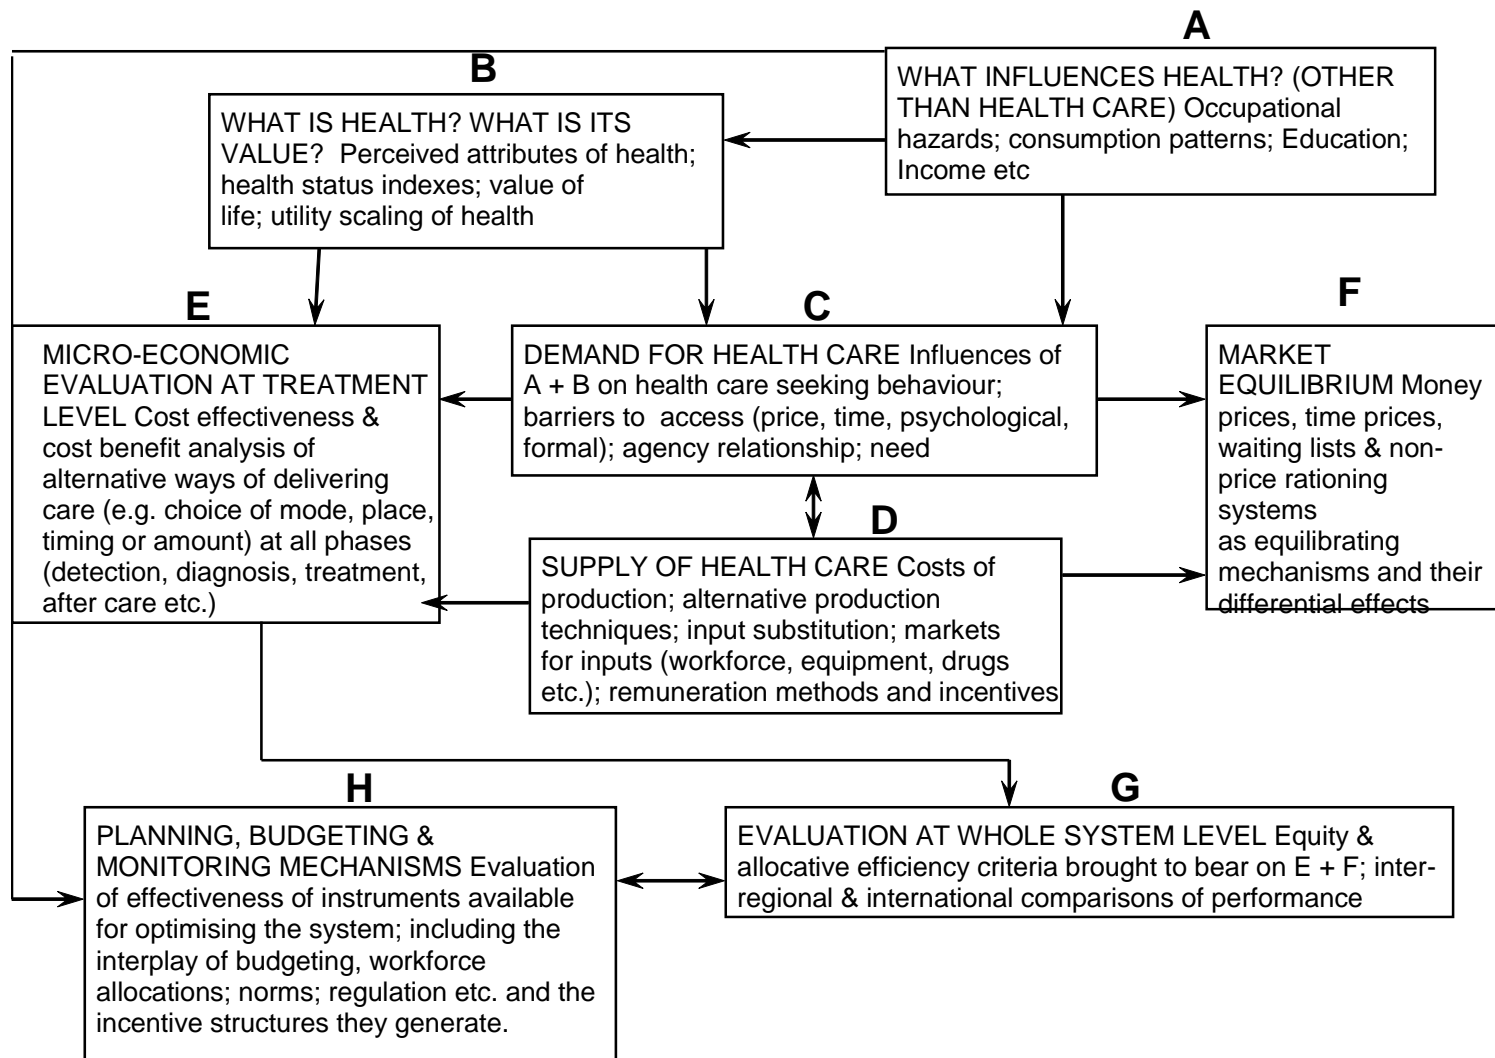 A
WHAT INFLUENCES HEALTH? (OTHER
THAN HEALTH CARE) Occupational
hazards; consumption patterns; Education;
Income etc
B
WHAT IS HEALTH? WHAT IS ITS
VALUE? Perceived attributes of health;
health status indexes; value of
life; utility scaling of health
E
MICRO-ECONOMIC
EVALUATION AT TREATMENT
LEVEL Cost effectiveness &
cost benefit analysis of
alternative ways of delivering
care (e.g. choice of mode, place,
timing or amount) at all phases
(detection, diagnosis, treatment,
after care etc.)
C
DEMAND FOR HEALTH CARE Influences of
A + B on health care seeking behaviour;
barriers to access (price, time, psychological,
formal); agency relationship; need
F
MARKET
EQUILIBRIUM Money
prices, time prices,
waiting lists & non-
price rationing
systems
as equilibrating
mechanisms and their
differential effects
D
SUPPLY OF HEALTH CARE Costs of
production; alternative production
techniques; input substitution; markets
for inputs (workforce, equipment, drugs
etc.); remuneration methods and incentives
H
PLANNING, BUDGETING &
MONITORING MECHANISMS Evaluation
of effectiveness of instruments available
for optimising the system; including the
interplay of budgeting, workforce
allocations; norms; regulation etc. and the
incentive structures they generate.
G
EVALUATION AT WHOLE SYSTEM LEVEL Equity &
allocative efficiency criteria brought to bear on E + F; inter-
regional & international comparisons of performance